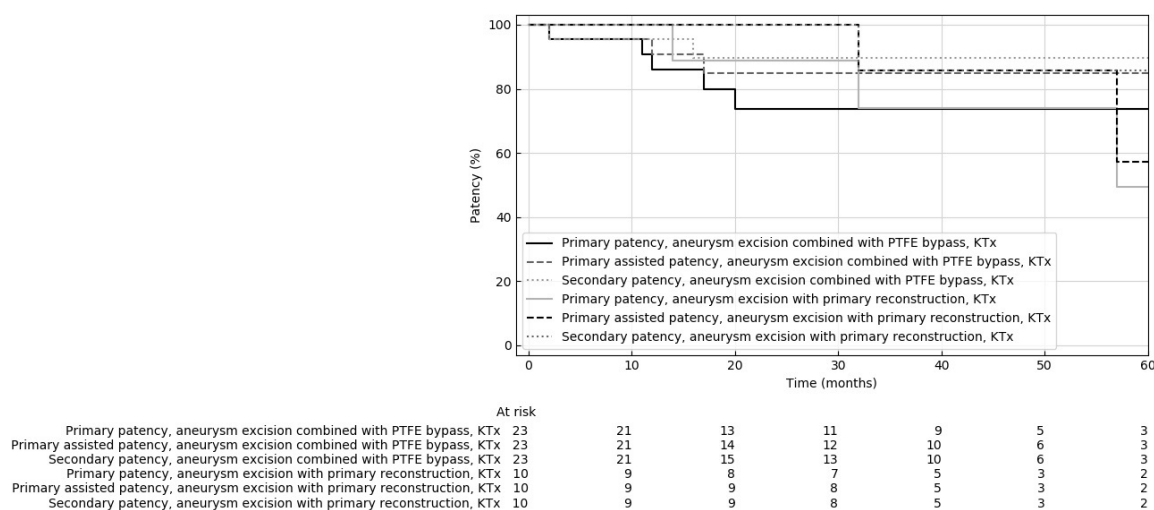 100
80
60
40
20
0
Patency (%)
Primary patency, aneurysm excision combined with PTFE bypass, KTx
Primary assisted patency, aneurysm excision combined with PTFE bypass, KTx
Secondary patency, aneurysm excision combined with PTFE bypass, KTx
Primary patency, aneurysm excision with primary reconstruction, KTx
Primary assisted patency, aneurysm excision with primary reconstruction, KTx
Secondary patency, aneurysm excision with primary reconstruction, KTx
0 10 20 30 40 50 60
Time (months)
At risk
Primary patency, aneurysm excision combined with PTFE bypass, KTx 23 21 13 11 9 5 3
Primary assisted patency, aneurysm excision combined with PTFE bypass, KTx 23 21 14 12 10 6 3
Secondary patency, aneurysm excision combined with PTFE bypass, KTx 23 21 15 13 10 6 3
Primary patency, aneurysm excision with primary reconstruction, KTx 10 9 8 7 5 3 2
Primary assisted patency, aneurysm excision with primary reconstruction, KTx 10 9 9 8 5 3 2
Secondary patency, aneurysm excision with primary reconstruction, KTx 10 9 9 8 5 3 2